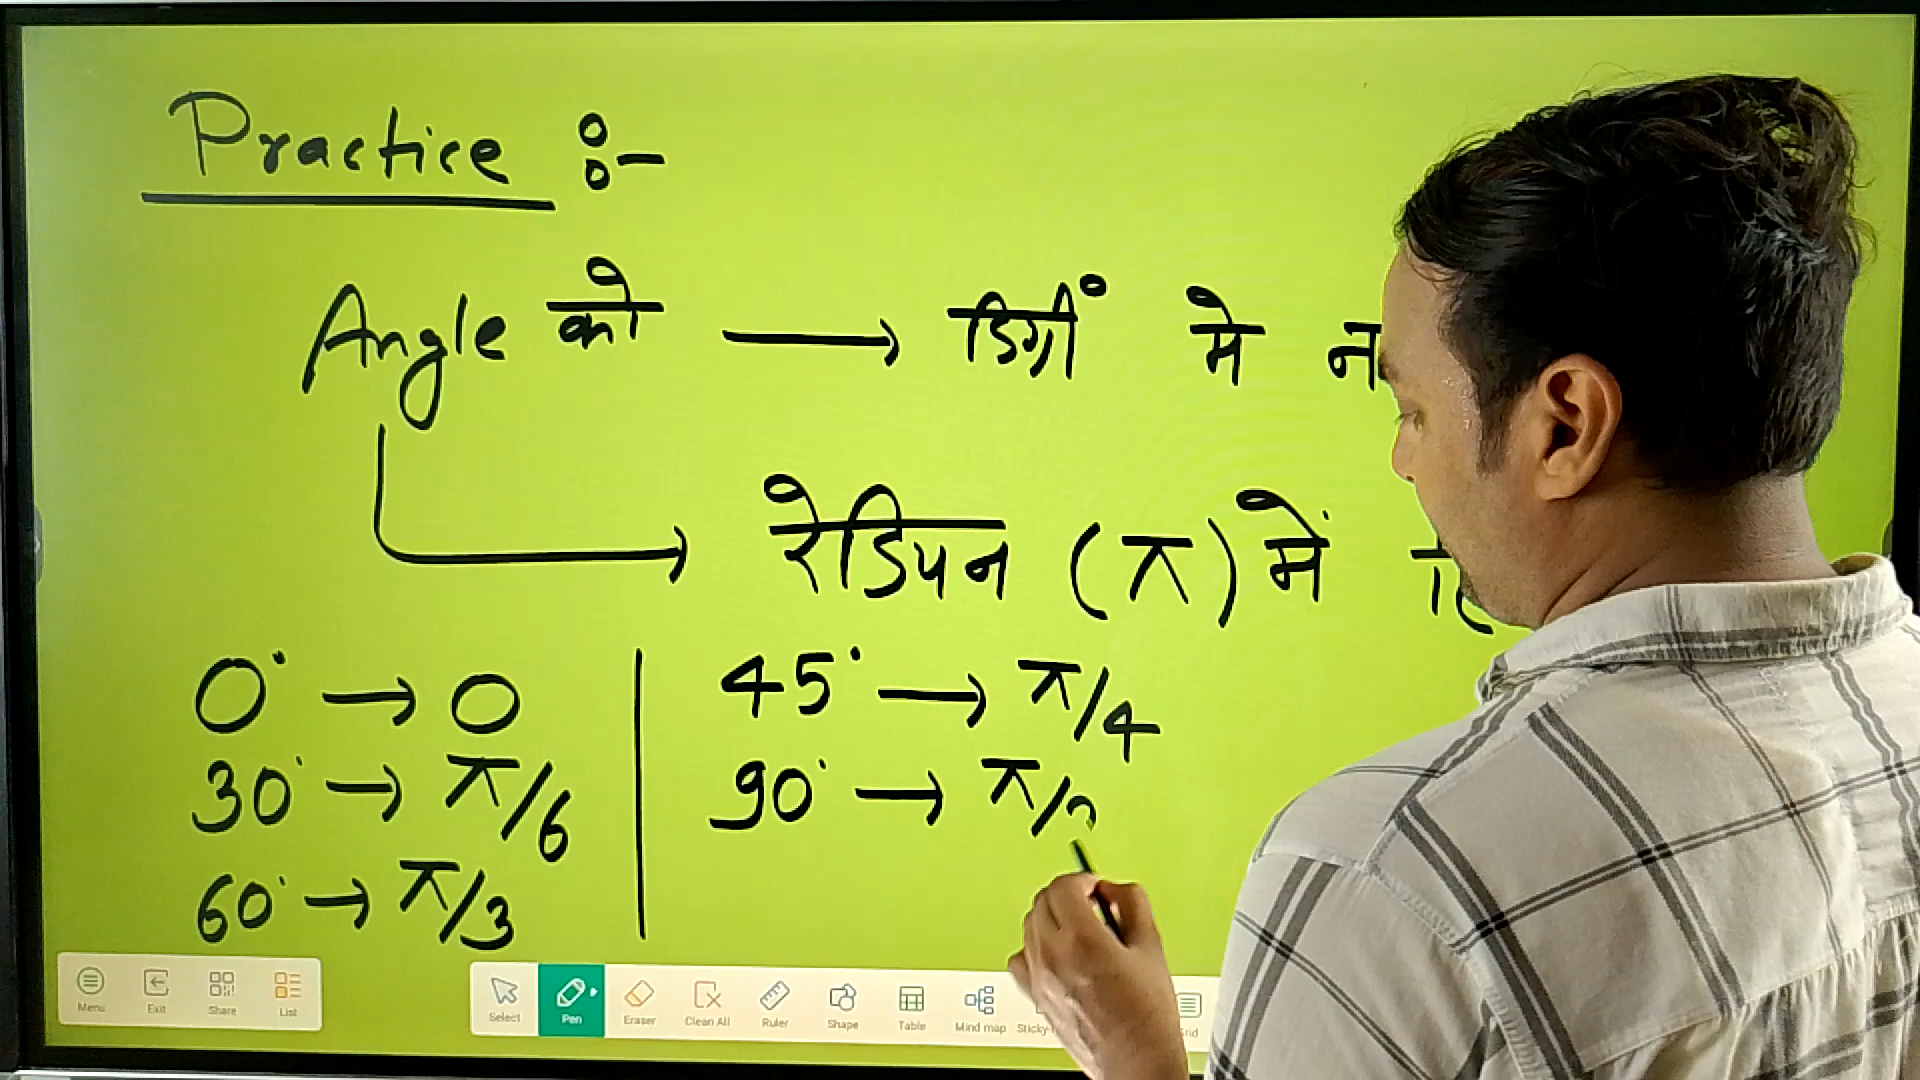 Practice :-
Angle को → डिग्री° मे
रेडियन (π) में
0° → 0
30° → π/6
60° → π/3
45° → π/4
90° → π/2
Menu Exit Share List
Select Pen Eraser Clean All Ruler Shape Table Mind map